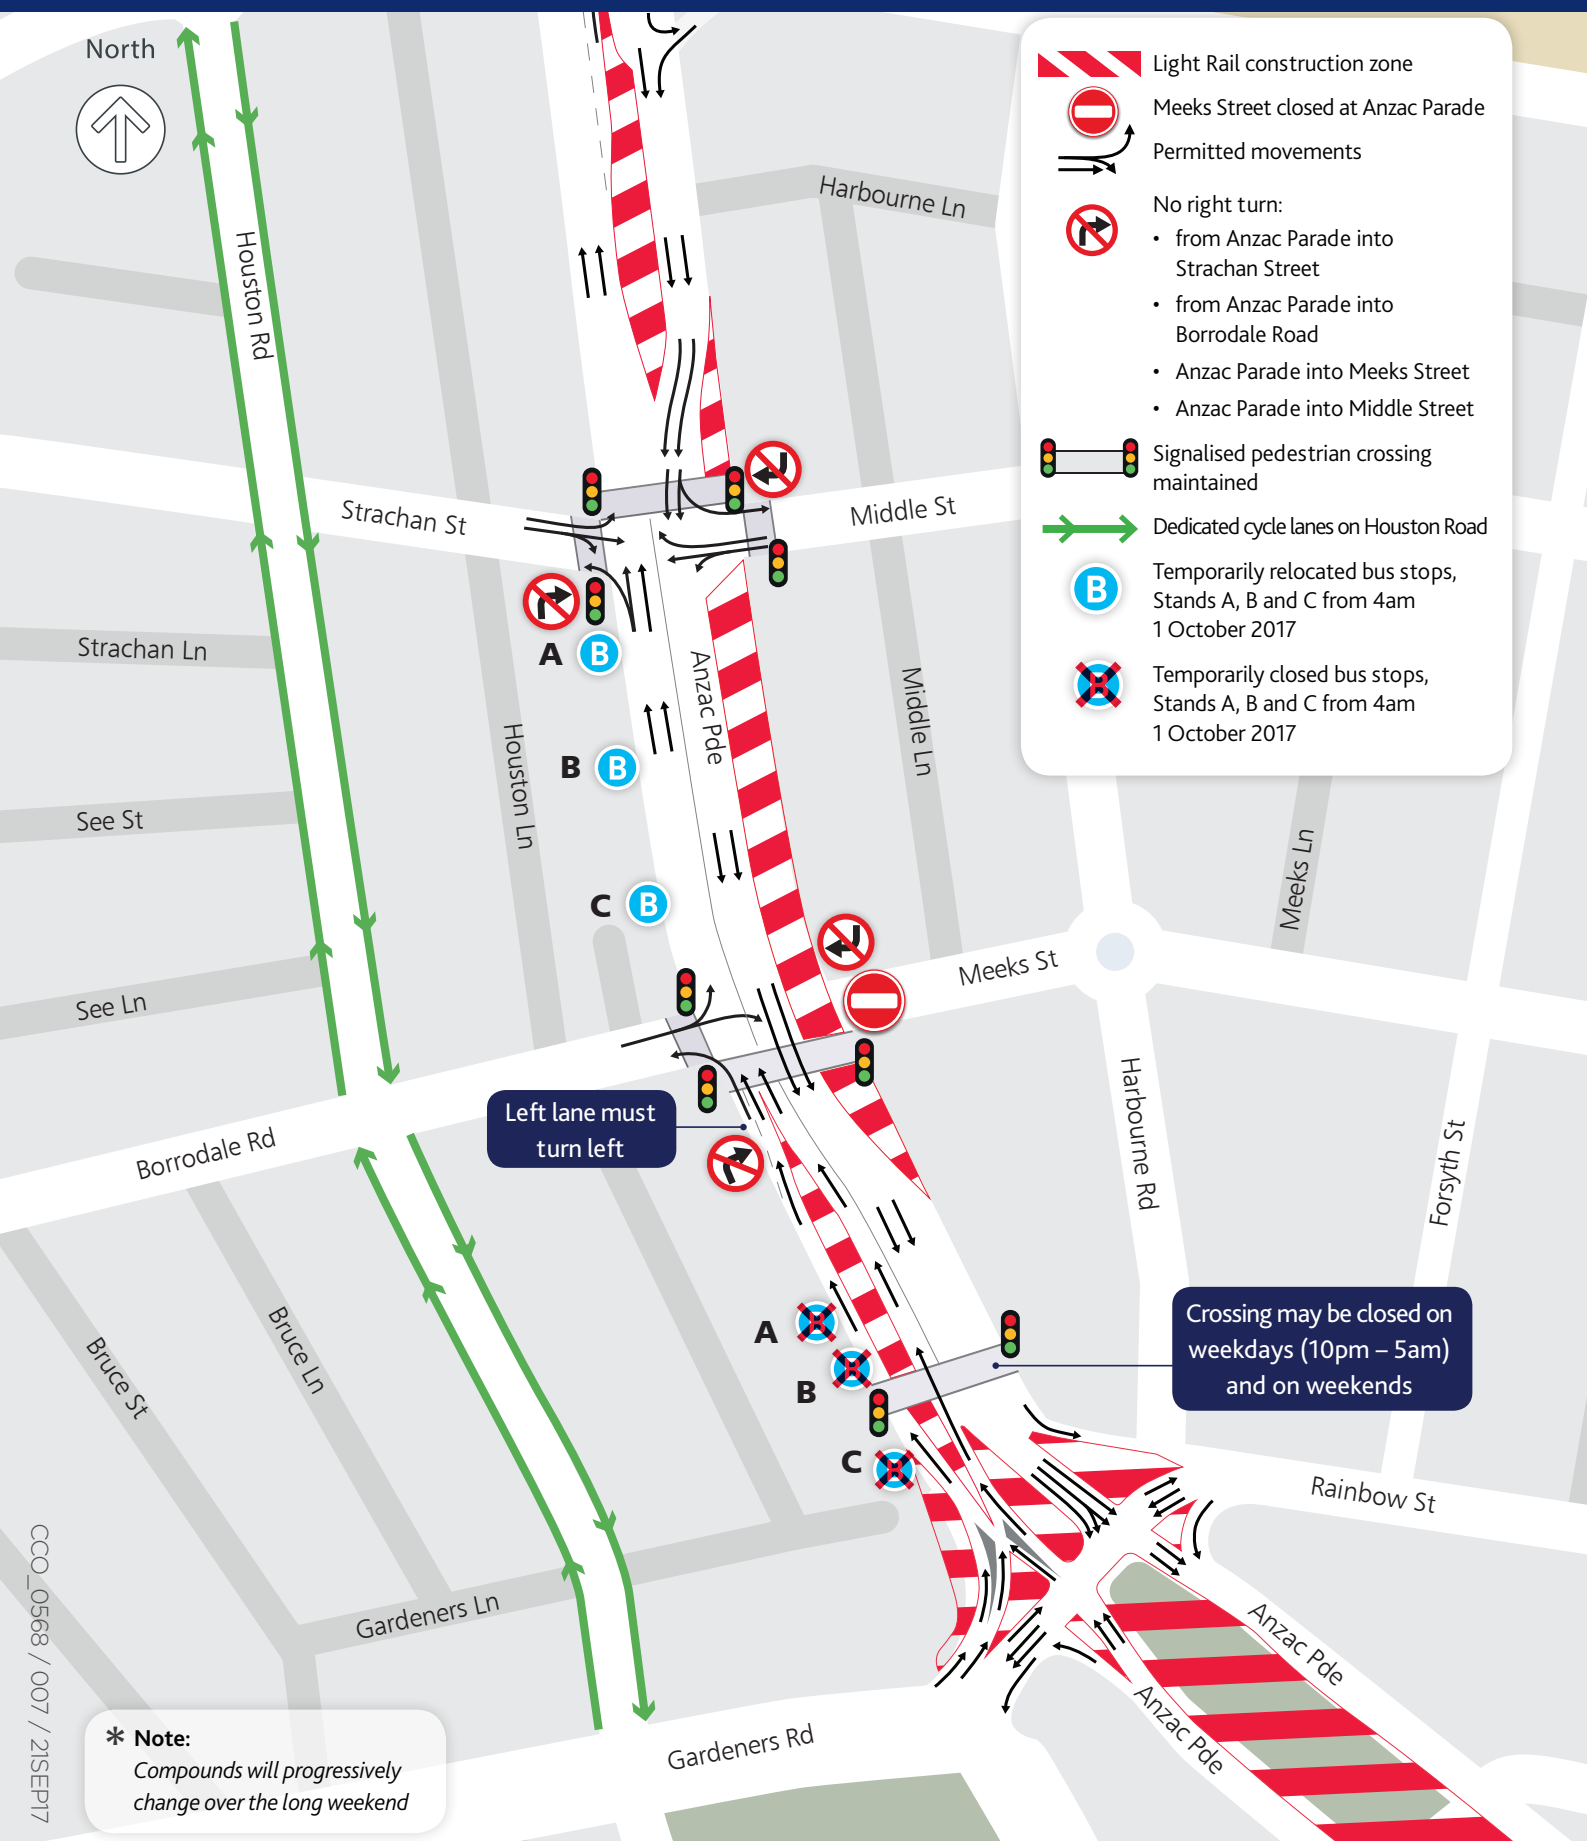 North
Light Rail construction zone
Meeks Street closed at Anzac Parade
Permitted movements
No right turn:
• from Anzac Parade into
Strachan Street
• from Anzac Parade into
Borrodale Road
• Anzac Parade into Meeks Street
• Anzac Parade into Middle Street
Signalised pedestrian crossing
maintained
Dedicated cycle lanes on Houston Road
B
Temporarily relocated bus stops,
Stands A, B and C from 4am
1 October 2017
B
Temporarily closed bus stops,
Stands A, B and C from 4am
1 October 2017
Harbourne Ln
Houston Rd
Strachan St
Middle St
Strachan Ln
A B
Anzac Pde
Middle Ln
Houston Ln
B B
See St
C B
Meeks Ln
Meeks St
See Ln
Harbourne Rd
Forsyth St
Left lane must
turn left
Borrodale Rd
Bruce Ln
Bruce St
A B
B B
C B
Crossing may be closed on
weekdays (10pm – 5am)
and on weekends
Rainbow St
Gardeners Ln
Anzac Pde
Anzac Pde
Gardeners Rd
CCO_0568 / 007 / 21SEP17
* Note:
Compounds will progressively
change over the long weekend